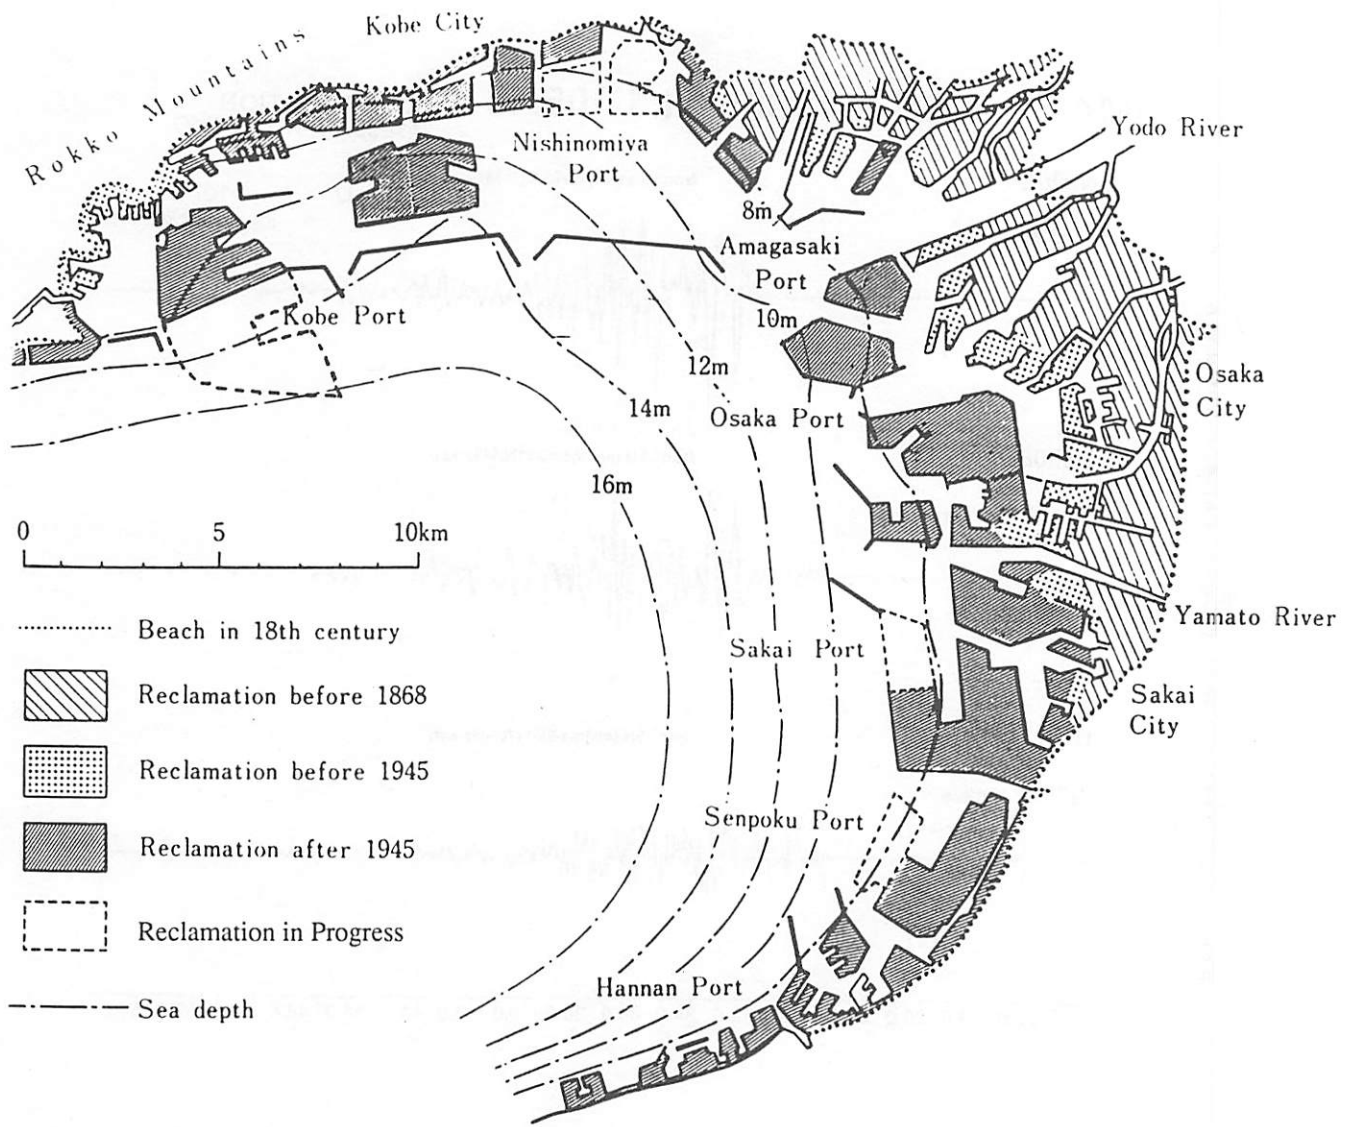 Kobe City
Rokko Mountains
Yodo River
Nishinomiya
Port
8m
Amagasaki
Port
10m
Kobe Port
12m
Osaka
City
14m
Osaka Port
16m
0 5 10km
Beach in 18th century
Yamato River
Sakai Port
Reclamation before 1868
Sakai
City
Reclamation before 1945
Senpoku Port
Reclamation after 1945
Reclamation in Progress
Hannan Port
Sea depth